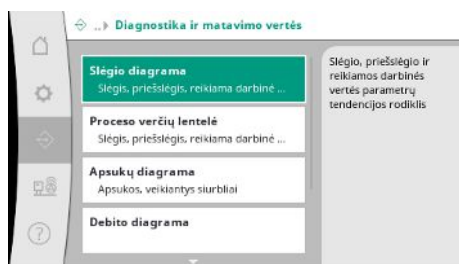 ..▸ Diagnostika ir matavimo vertės
Slėgio diagrama
Slėgis, priešslėgis, reikiama darbinė ...
Proceso verčių lentelė
Slėgis, priešslėgis, reikiama darbinė ...
Apsukų diagrama
Apsukos, veikiantys siurbliai
Debito diagrama
Slėgio, priešslėgio ir
reikiamos darbinės
vertės parametrų
tendencijos rodiklis